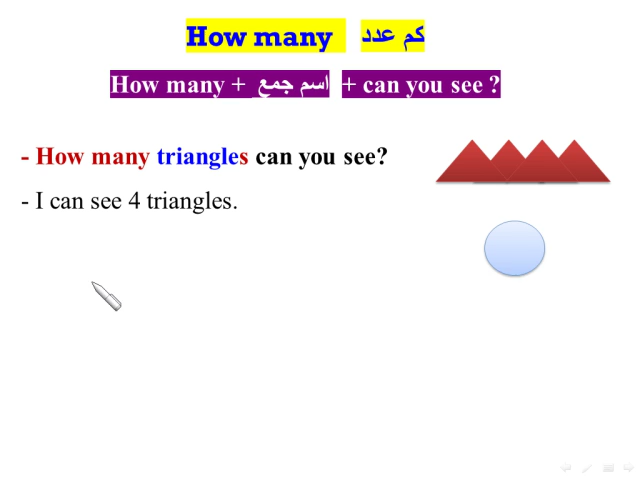 How many كم عدد
How many + اسم جمع + can you see ?
- How many triangles can you see?
- I can see 4 triangles.